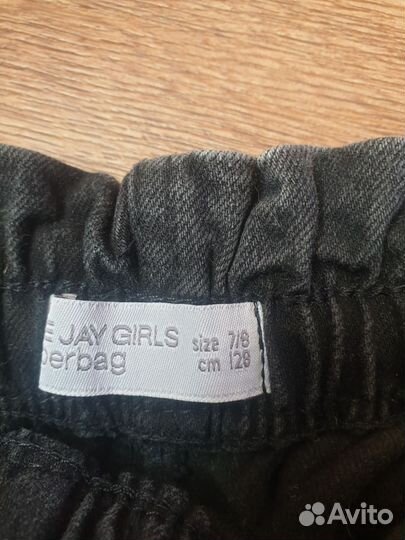 E JAY GIRLS size 7/8
perbag cm 128
Avito